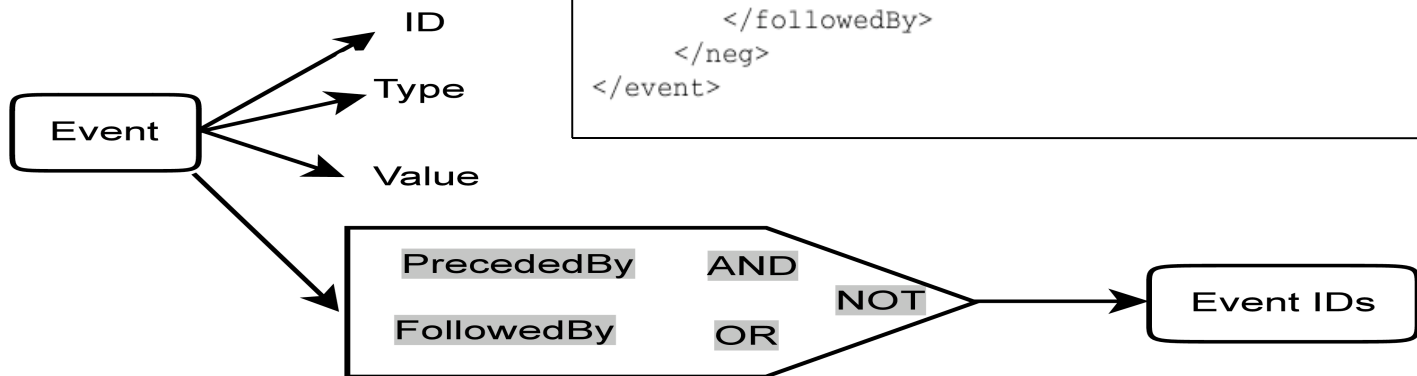 </followedBy>
</neg>
</event>
ID
Type
Event
Value
PrecededBy AND
NOT
FollowedBy OR
Event IDs